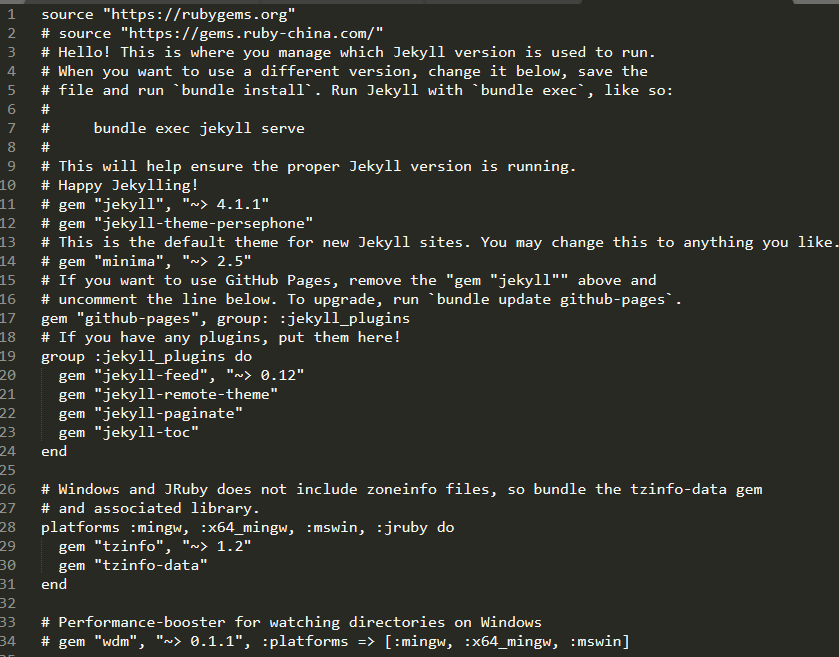 1 source "https://rubygems.org"
2 # source "https://gems.ruby-china.com/"
3 # Hello! This is where you manage which Jekyll version is used to run.
4 # When you want to use a different version, change it below, save the
5 # file and run `bundle install`. Run Jekyll with `bundle exec`, like so:
6 #
7 #     bundle exec jekyll serve
8 #
9 # This will help ensure the proper Jekyll version is running.
10 # Happy Jekylling!
11 # gem "jekyll", "~> 4.1.1"
12 # gem "jekyll-theme-persephone"
13 # This is the default theme for new Jekyll sites. You may change this to anything you like.
14 # gem "minima", "~> 2.5"
15 # If you want to use GitHub Pages, remove the "gem "jekyll"" above and
16 # uncomment the line below. To upgrade, run `bundle update github-pages`.
17 gem "github-pages", group: :jekyll_plugins
18 # If you have any plugins, put them here!
19 group :jekyll_plugins do
20   gem "jekyll-feed", "~> 0.12"
21   gem "jekyll-remote-theme"
22   gem "jekyll-paginate"
23   gem "jekyll-toc"
24 end
25
26 # Windows and JRuby does not include zoneinfo files, so bundle the tzinfo-data gem
27 # and associated library.
28 platforms :mingw, :x64_mingw, :mswin, :jruby do
29   gem "tzinfo", "~> 1.2"
30   gem "tzinfo-data"
31 end
32
33 # Performance-booster for watching directories on Windows
34 # gem "wdm", "~> 0.1.1", :platforms => [:mingw, :x64_mingw, :mswin]